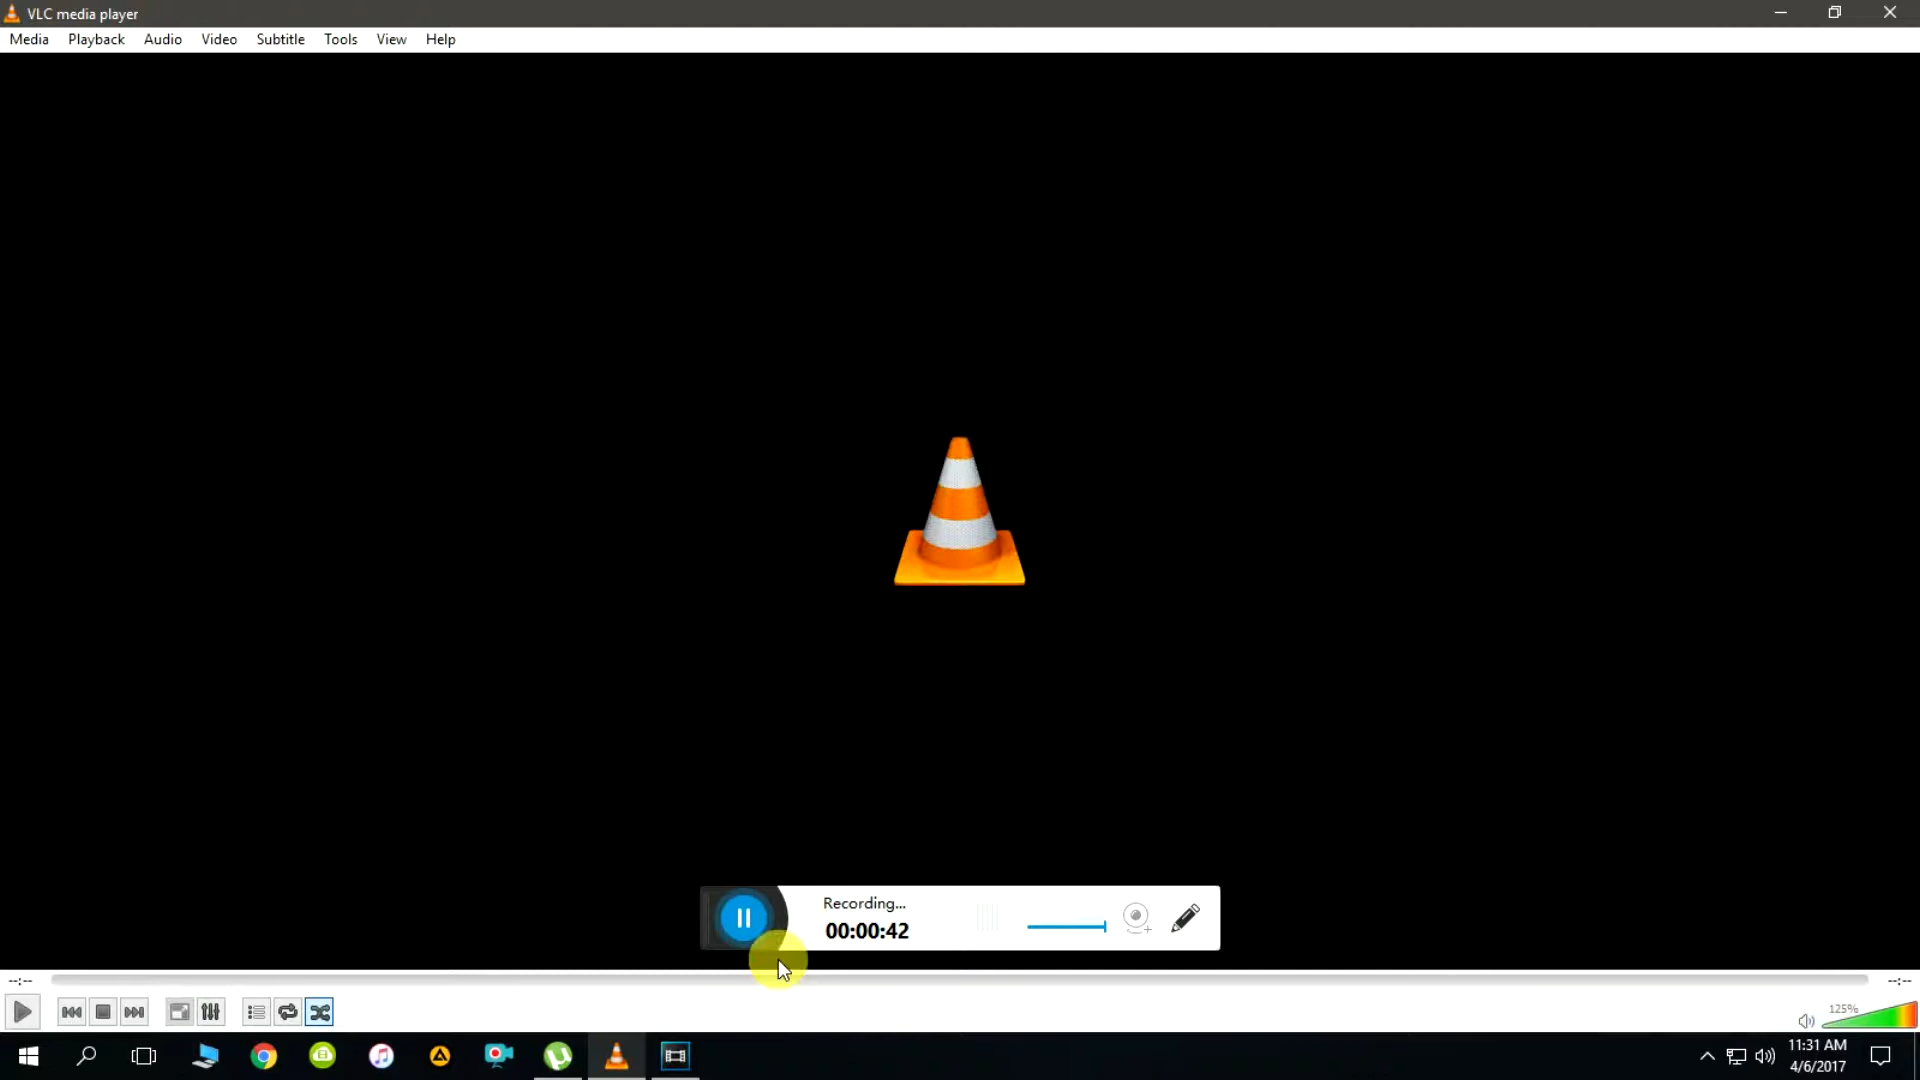 VLC media player
Media Playback Audio Video Subtitle Tools View Help
Recording...
00:00:42
--:-- --:--
125%
11:31 AM
4/6/2017